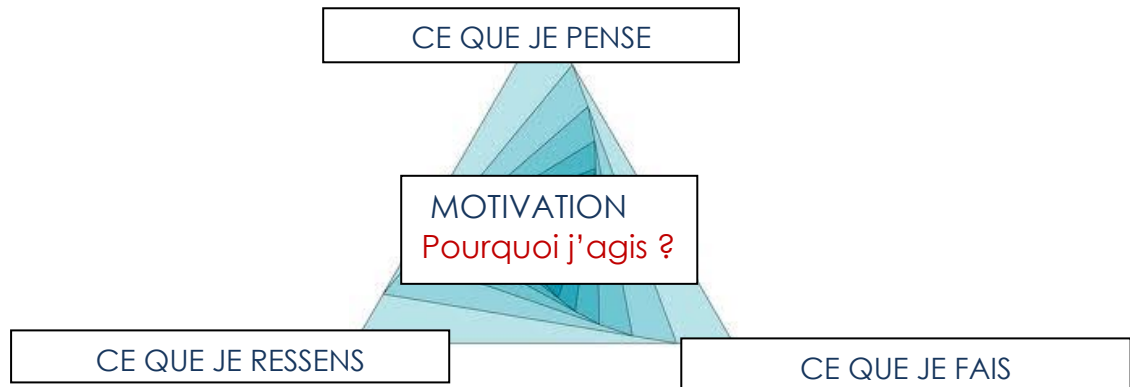 CE QUE JE PENSE
MOTIVATION
Pourquoi j’agis ?
CE QUE JE RESSENS
CE QUE JE FAIS